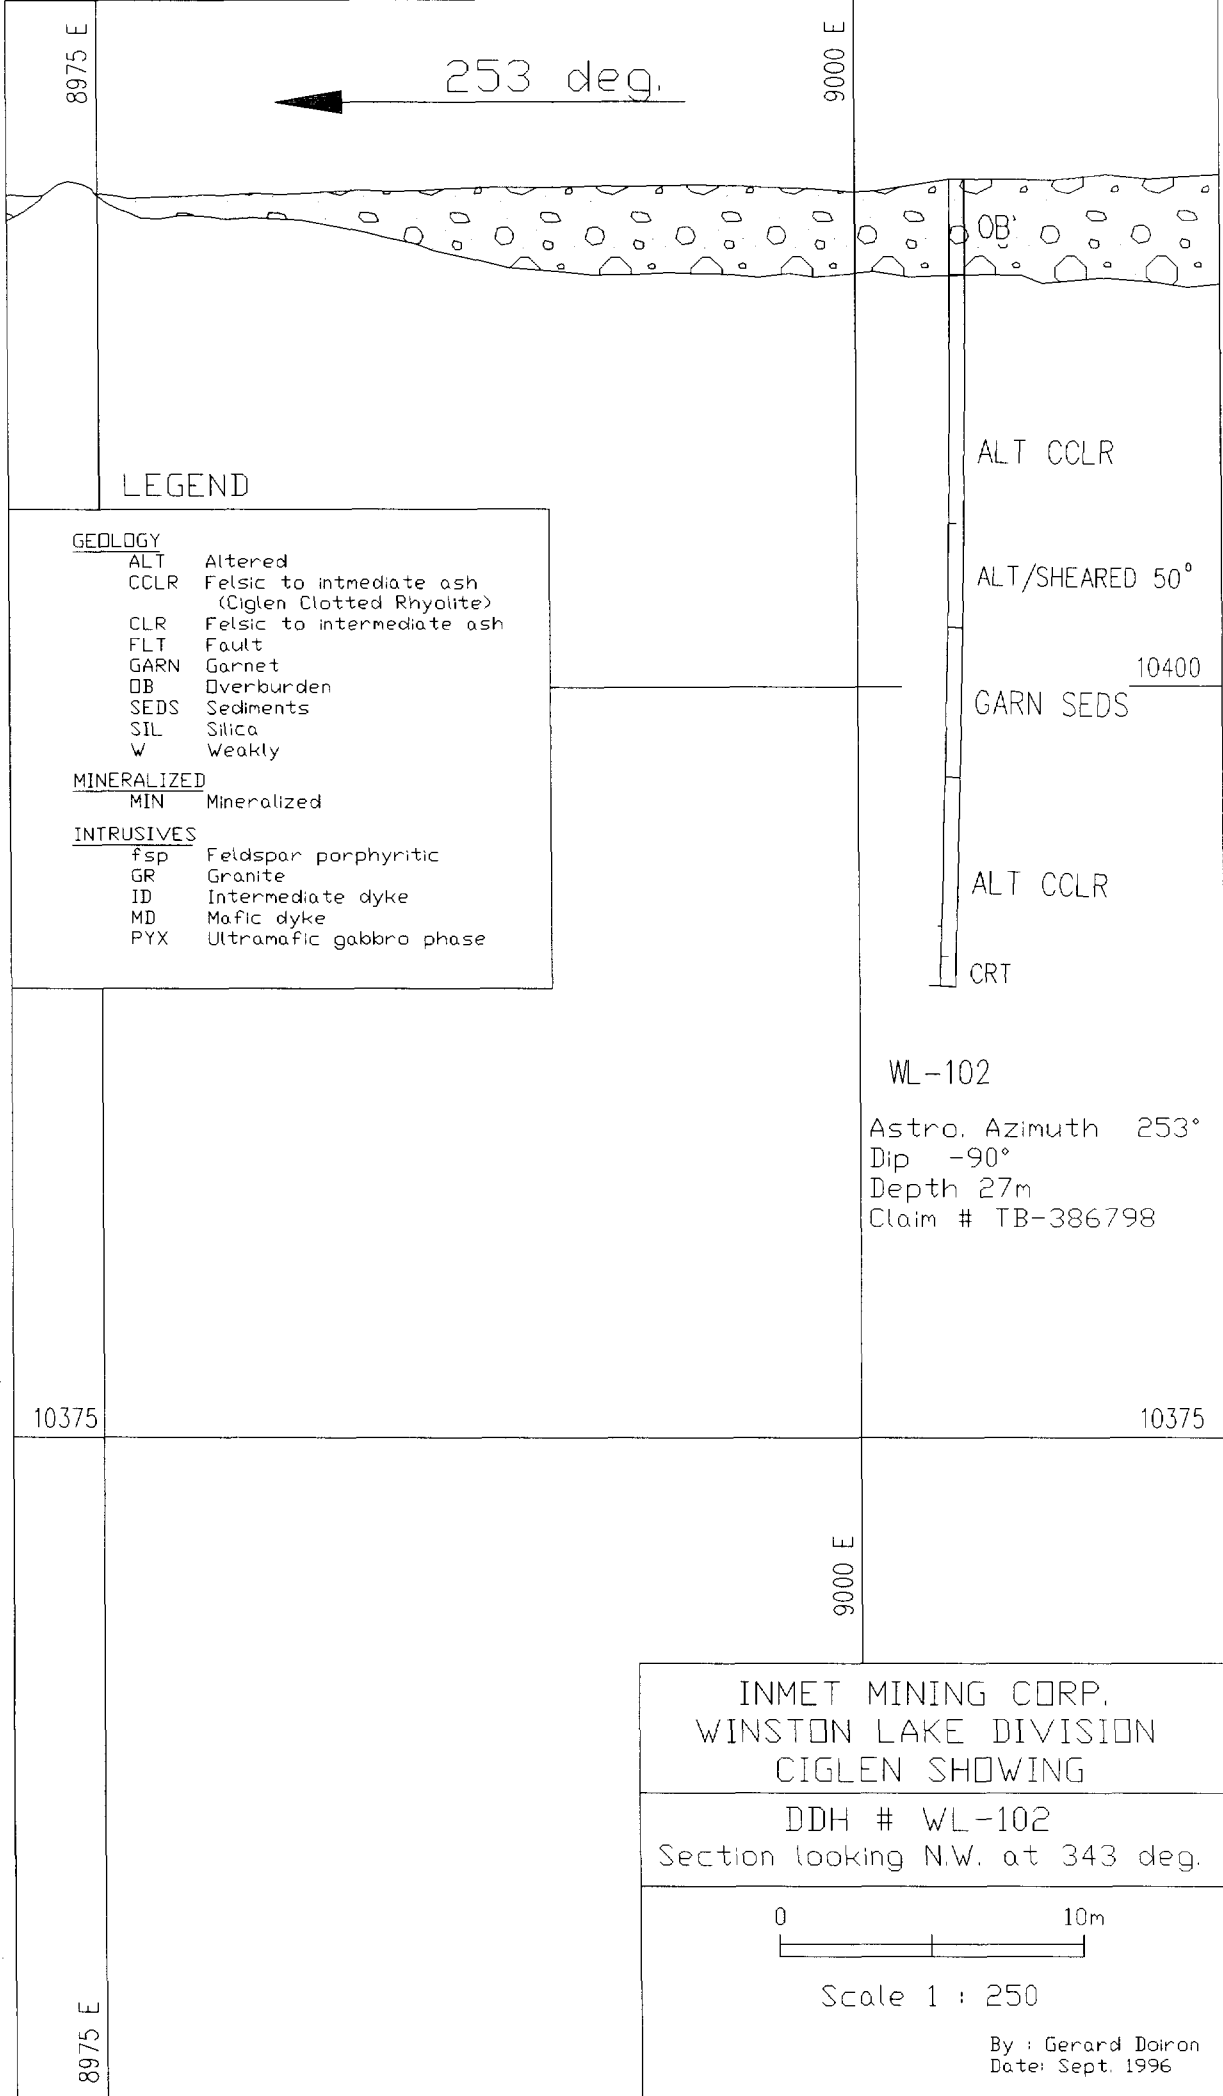 8975 E
9000 E
253 deg.
OB
ALT CCLR
ALT/SHEARED 50°
10400
GARN SEDS
ALT CCLR
CRT
LEGEND
GEOLOGY
ALT Altered
CCLR Felsic to intmediate ash
(Ciglen Clotted Rhyolite)
CLR Felsic to intermediate ash
FLT Fault
GARN Garnet
OB Overburden
SEDS Sediments
SIL Silica
W Weakly
MINERALIZED
MIN Mineralized
INTRUSIVES
fsp Feldspar porphyritic
GR Granite
ID Intermediate dyke
MD Mafic dyke
PYX Ultramafic gabbro phase
WL-102
Astro. Azimuth 253°
Dip -90°
Depth 27m
Claim # TB-386798
10375
10375
9000 E
8975 E
INMET MINING CORP.
WINSTON LAKE DIVISION
CIGLEN SHOWING
DDH # WL-102
Section looking N.W. at 343 deg.
0 10m
Scale 1 : 250
By : Gerard Doiron
Date: Sept. 1996